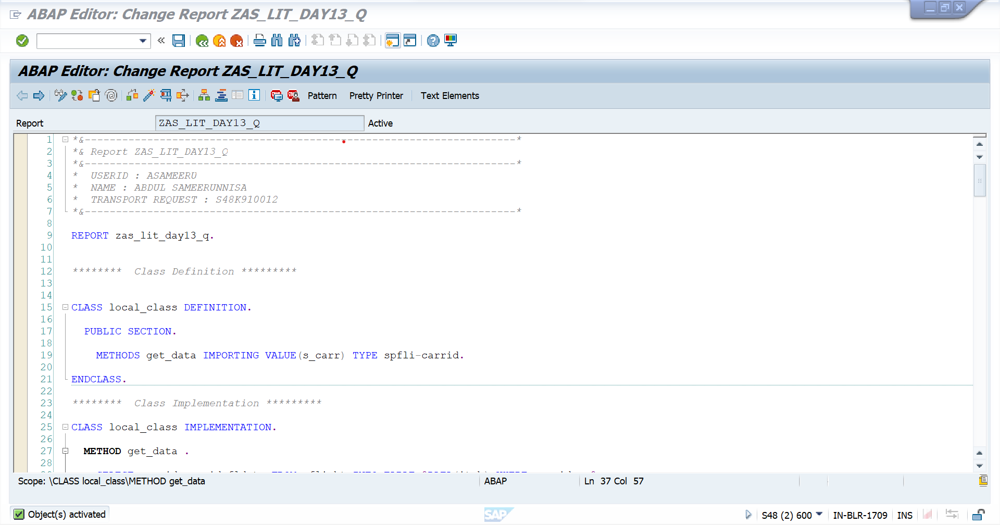 ABAP Editor: Change Report ZAS_LIT_DAY13_Q
ABAP Editor: Change Report ZAS_LIT_DAY13_Q
Pattern Pretty Printer Text Elements
Report ZAS_LIT_DAY13_Q Active
1 *&---------------------------------------------------------------------*
2 *& Report ZAS_LIT_DAY13_Q
3 *&---------------------------------------------------------------------*
4 * USERID : ASAMEERU
5 * NAME : ABDUL SAMEERUNNISA
6 * TRANSPORT REQUEST : S48K910012
7 *&---------------------------------------------------------------------*
8
9 REPORT zas_lit_day13_q.
10
11
12 ******** Class Definition *********
13
14
15 CLASS local_class DEFINITION.
16
17 PUBLIC SECTION.
18
19 METHODS get_data IMPORTING VALUE(s_carr) TYPE spfli-carrid.
20
21 ENDCLASS.
22
23 ******** Class Implementation *********
24
25 CLASS local_class IMPLEMENTATION.
26
27 METHOD get_data .
28
Scope: \CLASS local_class\METHOD get_data ABAP Ln 37 Col 57
Object(s) activated SAP S48 (2) 600 IN-BLR-1709 INS